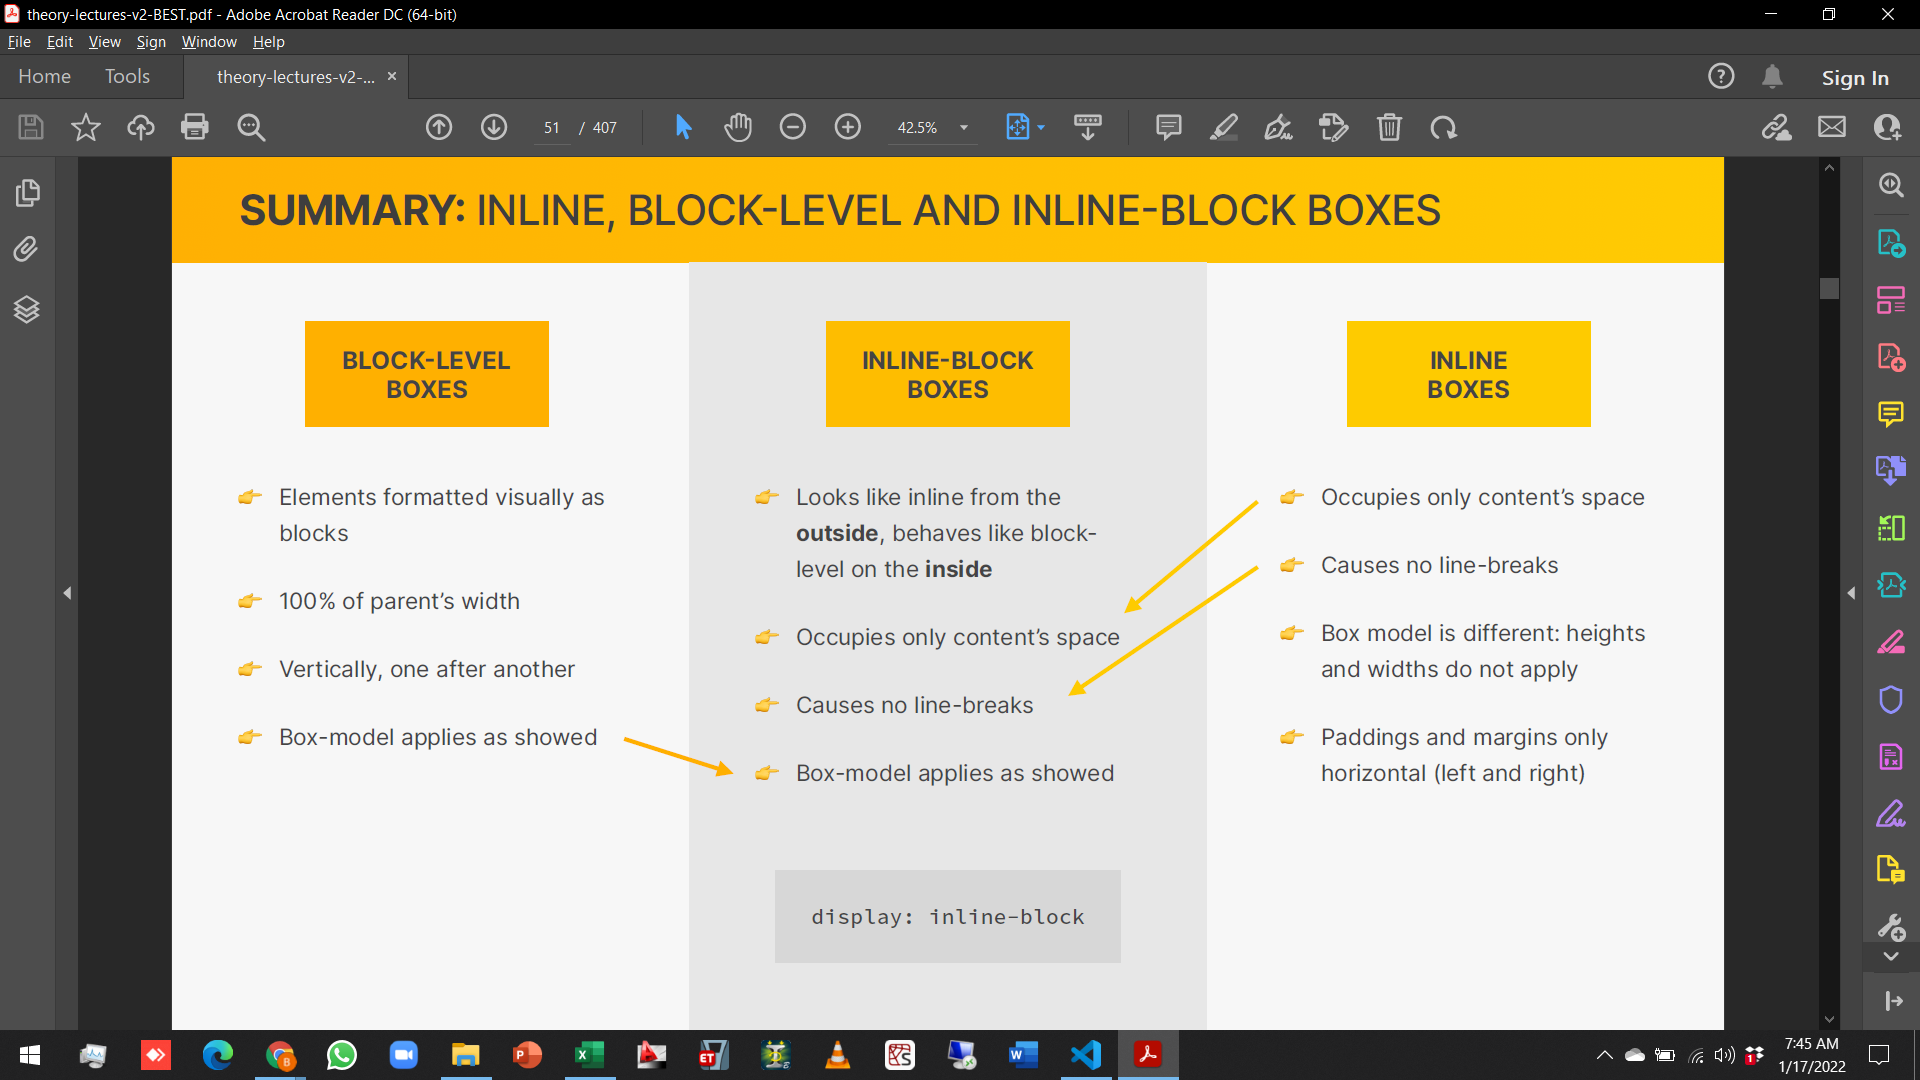 theory-lectures-v2-BEST.pdf - Adobe Acrobat Reader DC (64-bit)
File Edit View Sign Window Help
Home Tools theory-lectures-v2-... × Sign In
51 / 407 42.5%
SUMMARY: INLINE, BLOCK-LEVEL AND INLINE-BLOCK BOXES
BLOCK-LEVEL
BOXES
Elements formatted visually as
blocks
100% of parent’s width
Vertically, one after another
Box-model applies as showed
INLINE-BLOCK
BOXES
Looks like inline from the
outside, behaves like block-
level on the inside
Occupies only content’s space
Causes no line-breaks
Box-model applies as showed
display: inline-block
INLINE
BOXES
Occupies only content’s space
Causes no line-breaks
Box model is different: heights
and widths do not apply
Paddings and margins only
horizontal (left and right)
7:45 AM
1/17/2022